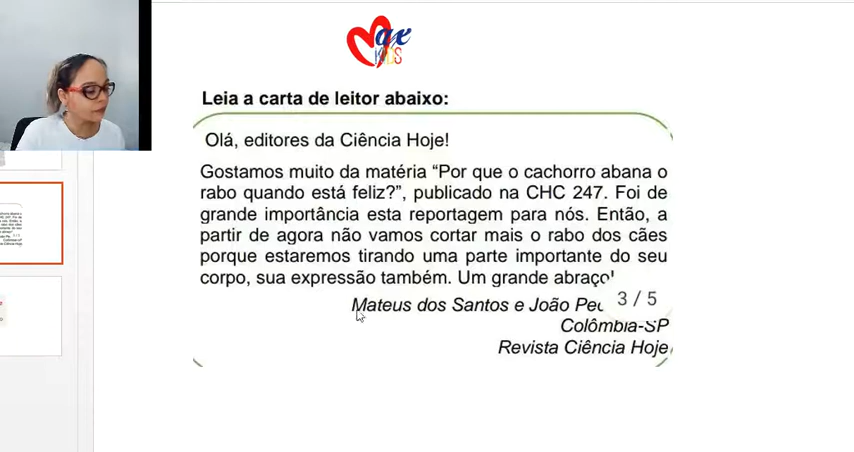 Leia a carta de leitor abaixo:
Olá, editores da Ciência Hoje!
Gostamos muito da matéria “Por que o cachorro abana o
rabo quando está feliz?”, publicado na CHC 247. Foi de
grande importância esta reportagem para nós. Então, a
partir de agora não vamos cortar mais o rabo dos cães
porque estaremos tirando uma parte importante do seu
corpo, sua expressão também. Um grande abraço!
3 / 5
Mateus dos Santos e João
Colômbia-SP
Revista Ciência Hoje